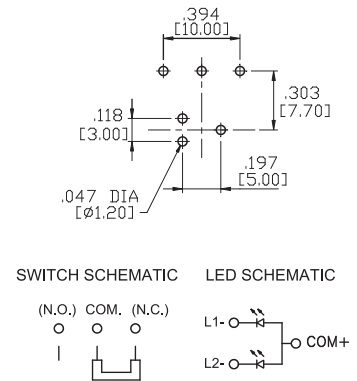 .394
[10.00]
.303
[7.70]
.118
[3.00]
.197
[5.00]
.047 DIA
[ø1.20]
SWITCH SCHEMATIC
LED SCHEMATIC
(N.O.) COM. (N.C.)
L1-
COM+
L2-